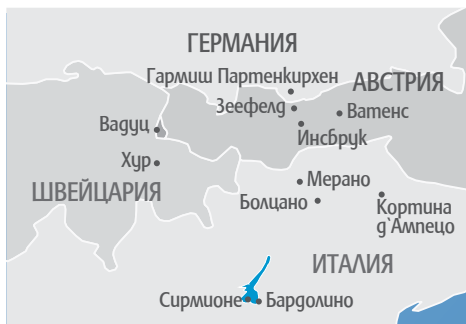 ГЕРМАНИЯ
Гармиш Партенкирхен
АВСТРИЯ
Зеефелд
Ватенс
Вадуц
Инсбрук
Хур
Мерано
ШВЕЙЦАРИЯ
Болцано
Кортина
д`Ампецо
ИТАЛИЯ
Сирмионе
Бардолино